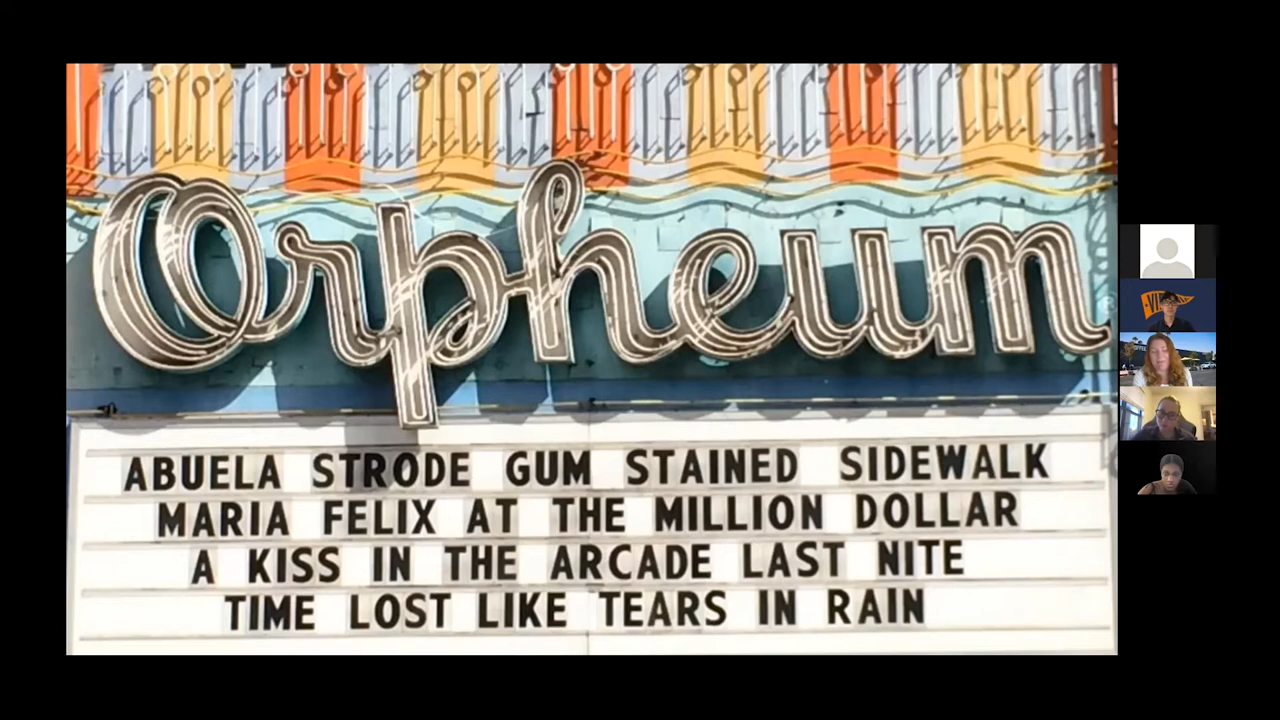 Orpheum
ABUELA STRODE GUM STAINED SIDEWALK
MARIA FELIX AT THE MILLION DOLLAR
A KISS IN THE ARCADE LAST NITE
TIME LOST LIKE TEARS IN RAIN